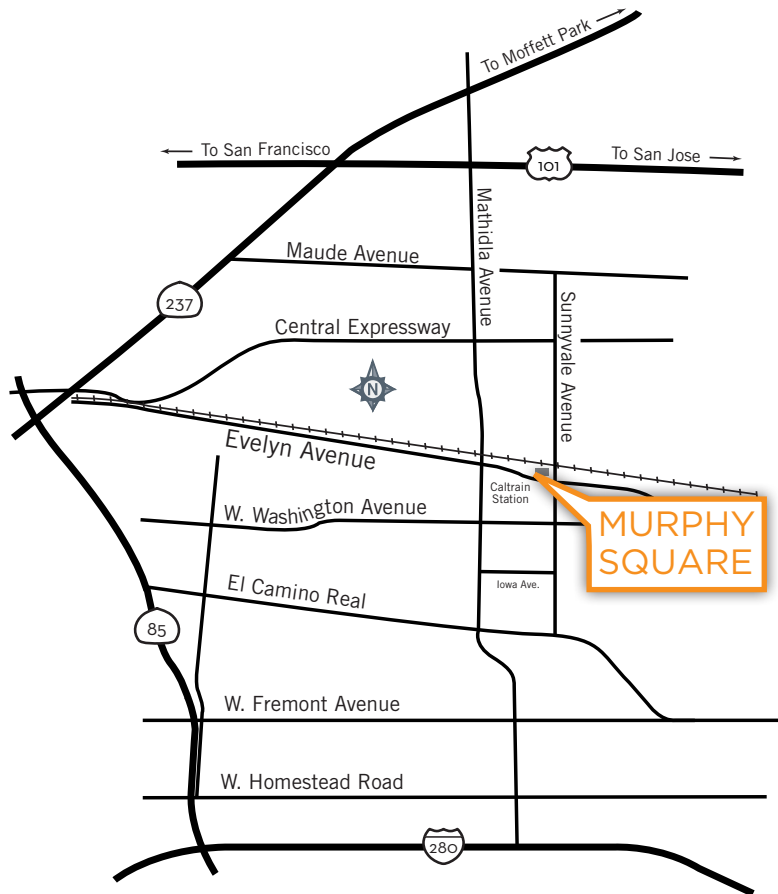 To Moffett Park
To San Francisco
101
To San Jose
Mathidla Avenue
Maude Avenue
237
Sunnyvale Avenue
Central Expressway
N
Evelyn Avenue
Caltrain
Station
W. Washington Avenue
MURPHY
SQUARE
Iowa Ave.
El Camino Real
85
W. Fremont Avenue
W. Homestead Road
280